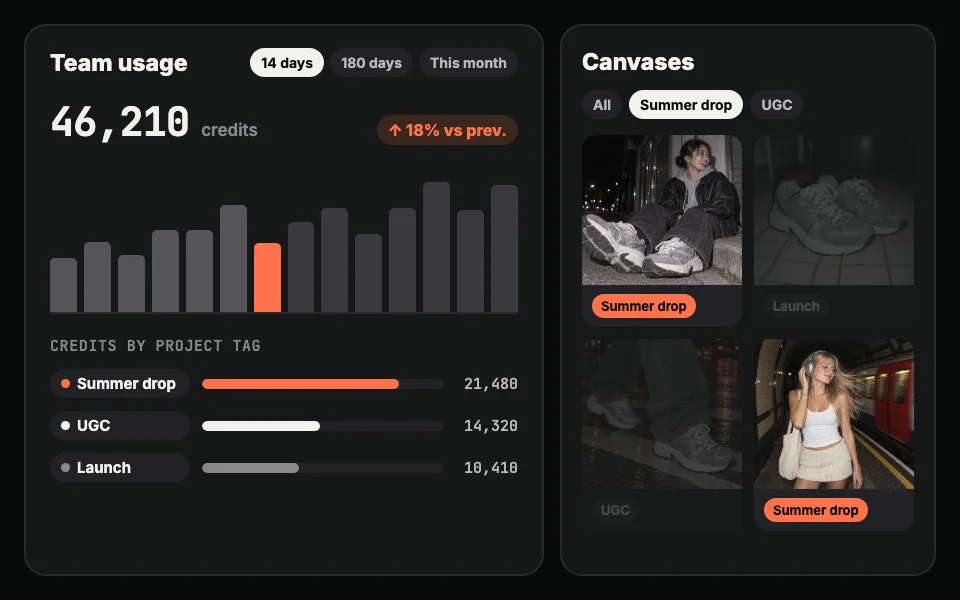 Team usage
14 days
180 days
This month
46,210 credits
↑ 18% vs prev.
CREDITS BY PROJECT TAG
Summer drop
21,480
UGC
14,320
Launch
10,410
Canvases
All
Summer drop
UGC
Summer drop
Launch
UGC
Summer drop